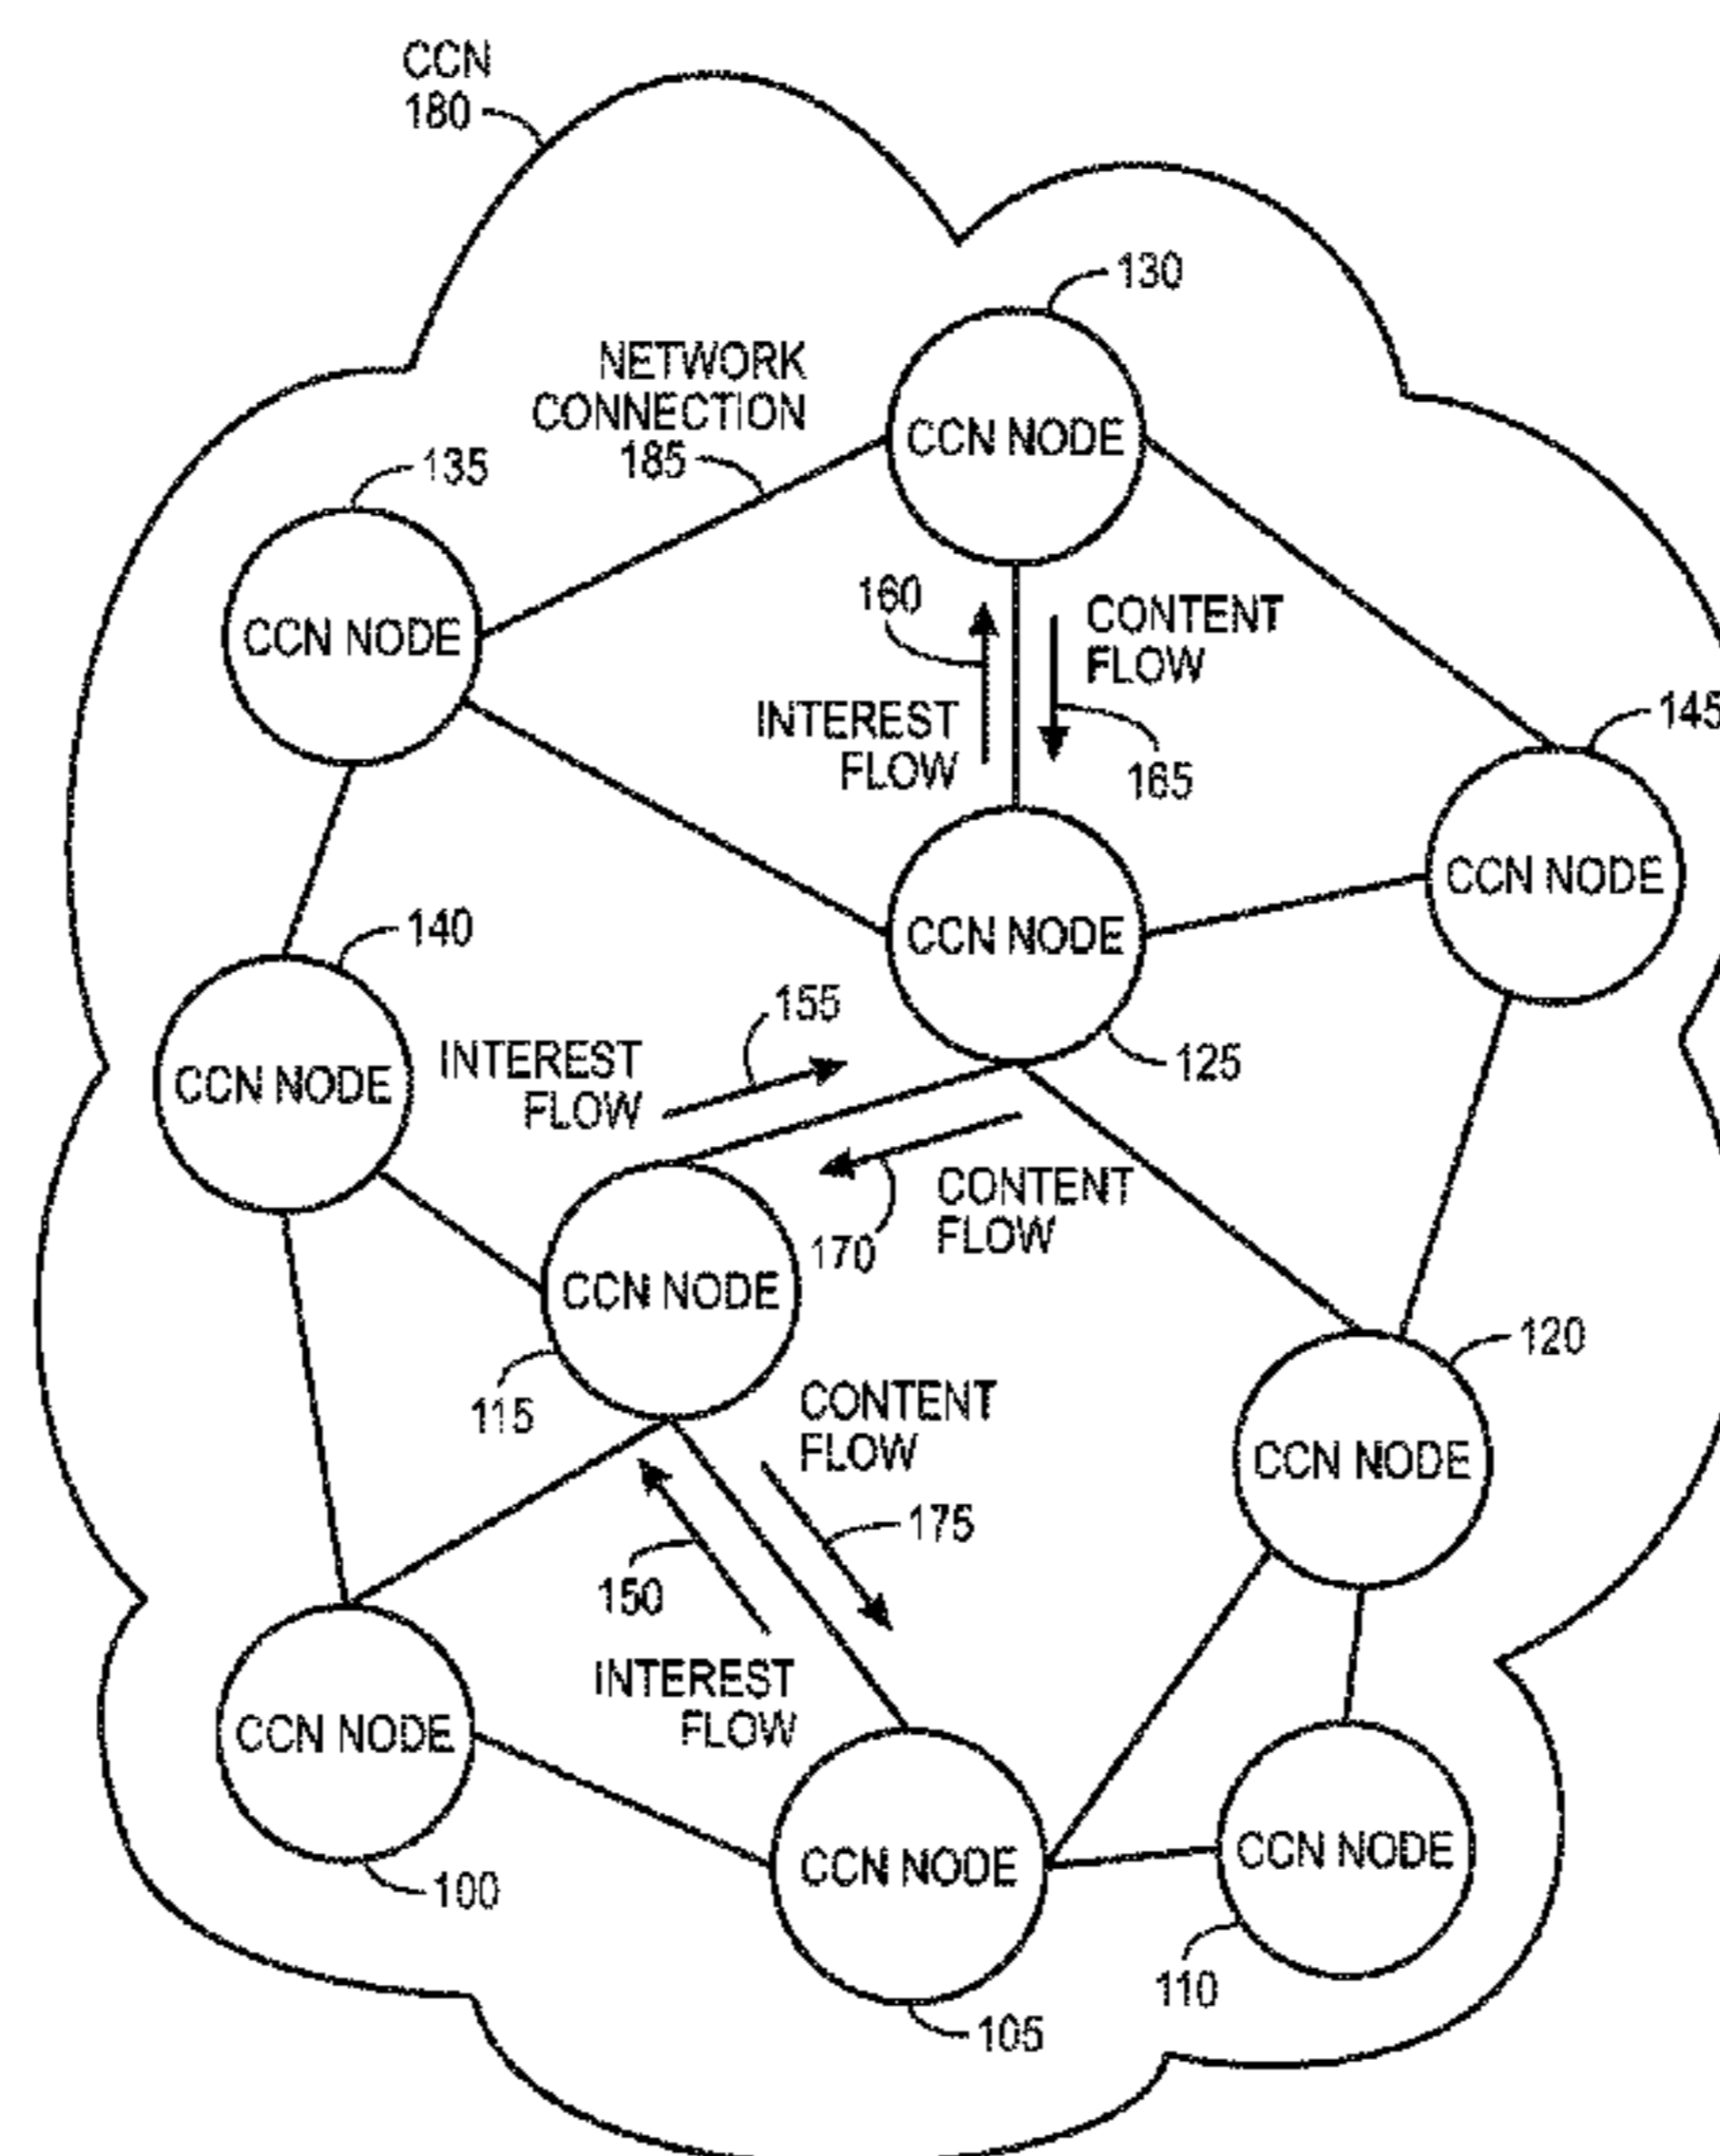 CCN
180
130
NETWORK
CONNECTION
185
CCN NODE
135
CCN NODE
160
CONTENT
FLOW
INTEREST
FLOW
165
145
CCN NODE
CCN NODE
140
155
125
INTEREST
FLOW
CCN NODE
CONTENT
FLOW
170
CCN NODE
120
115
CONTENT
FLOW
CCN NODE
175
150
INTEREST
FLOW
CCN NODE
CCN NODE
CCN NODE
100
110
105